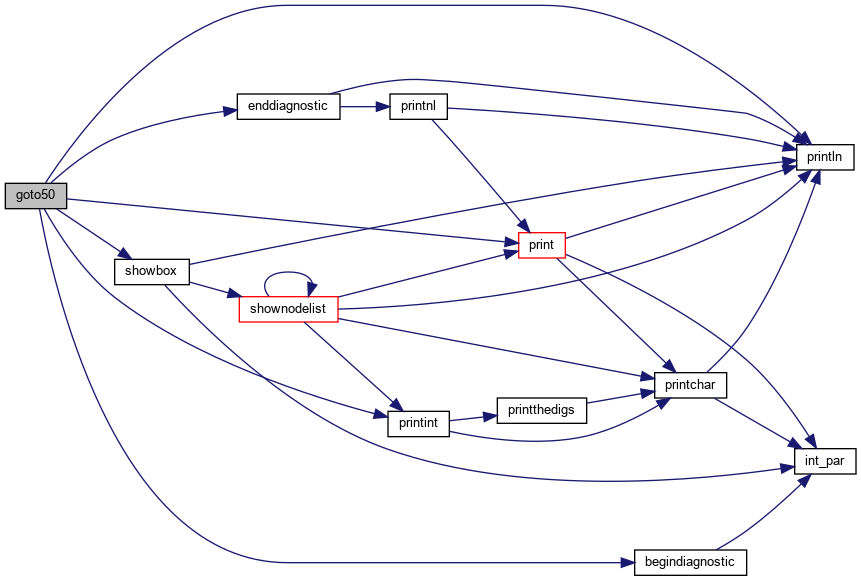 enddiagnostic
printnl
println
goto50
print
showbox
shownodelist
printchar
printthedigs
printint
int_par
begindiagnostic